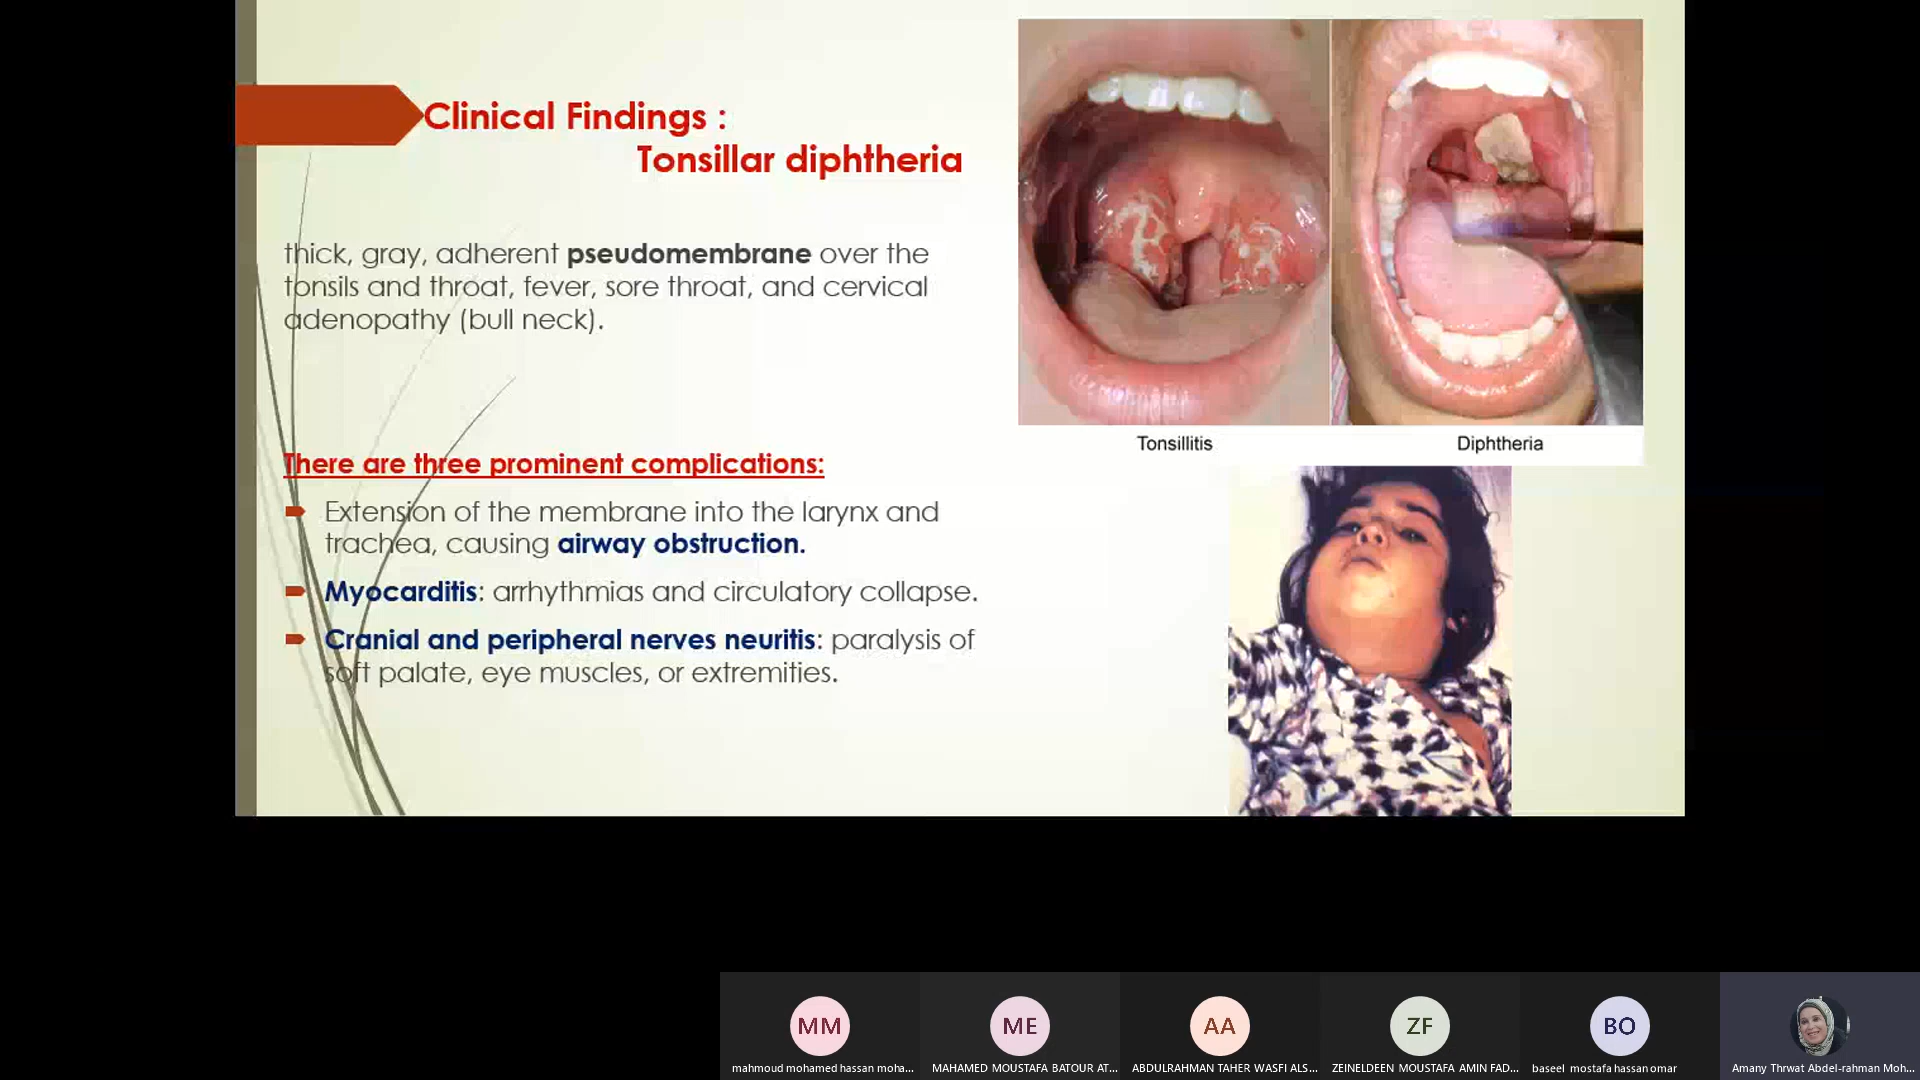 Clinical Findings :
Tonsillar diphtheria
thick, gray, adherent pseudomembrane over the
tonsils and throat, fever, sore throat, and cervical
adenopathy (bull neck).
There are three prominent complications:
Extension of the membrane into the larynx and
trachea, causing airway obstruction.
Myocarditis: arrhythmias and circulatory collapse.
Cranial and peripheral nerves neuritis: paralysis of
soft palate, eye muscles, or extremities.
Tonsillitis
Diphtheria
MM
ME
AA
ZF
BO
mahmoud mohamed hassan moha...
MAHAMED MOUSTAFA BATOUR AT...
ABDULRAHMAN TAHER WASFI ALS...
ZEINELDEEN MOUSTAFA AMIN FAD...
baseel mostafa hassan omar
Amany Thrwat Abdel-rahman Moh...